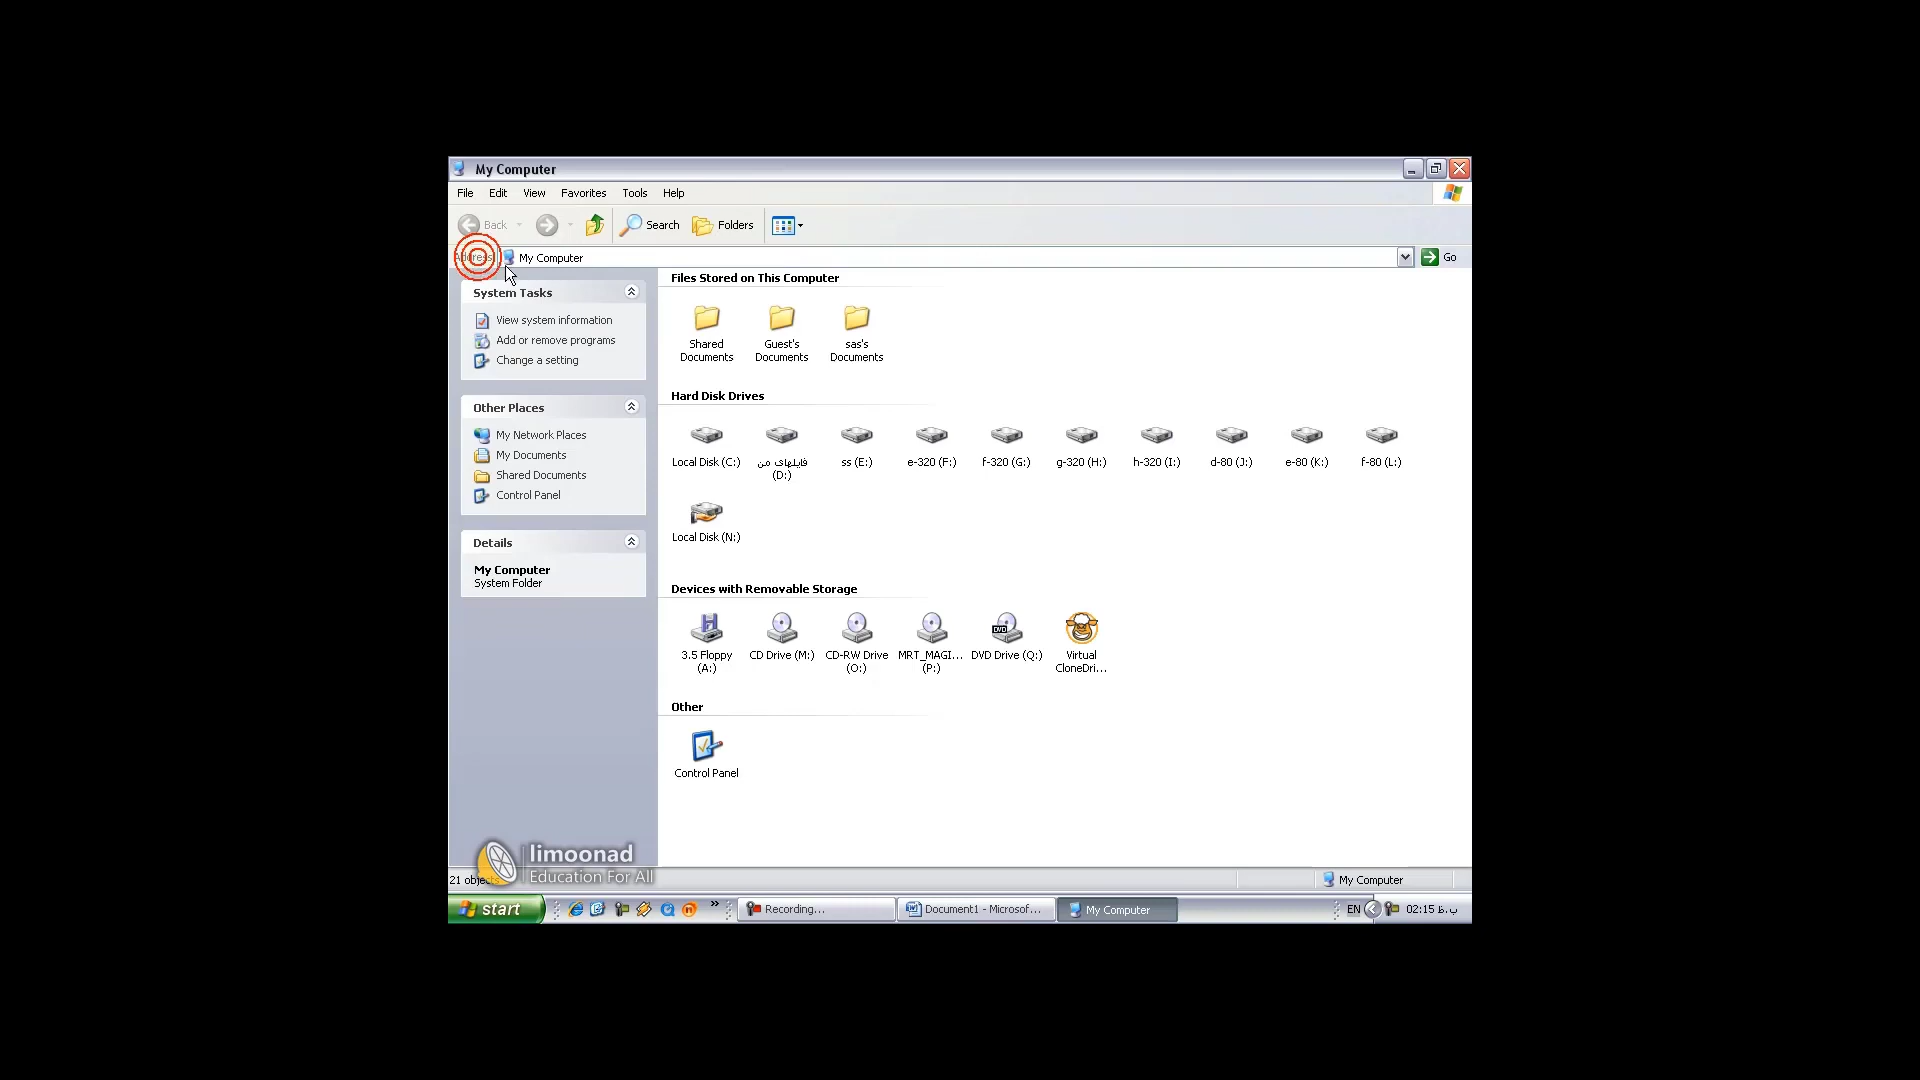 My Computer
File Edit View Favorites Tools Help
Back Search Folders
My Computer Go
System Tasks
View system information
Add or remove programs
Change a setting
Other Places
My Network Places
My Documents
Shared Documents
Control Panel
Details
My Computer
System Folder
Files Stored on This Computer
Shared Documents
Guest's Documents
sas's Documents
Hard Disk Drives
Local Disk (C:)
فایلهای من (D:)
ss (E:)
e-320 (F:)
f-320 (G:)
g-320 (H:)
h-320 (I:)
d-80 (J:)
e-80 (K:)
f-80 (L:)
Local Disk (N:)
Devices with Removable Storage
3.5 Floppy (A:)
CD Drive (M:)
CD-RW Drive (O:)
MRT_MAGI... (P:)
DVD Drive (Q:)
Virtual CloneDri...
Other
Control Panel
limoonad
Education For All
21 My Computer
start Recording... Document1 - Microsof... My Computer EN 02:15 ب.ظ